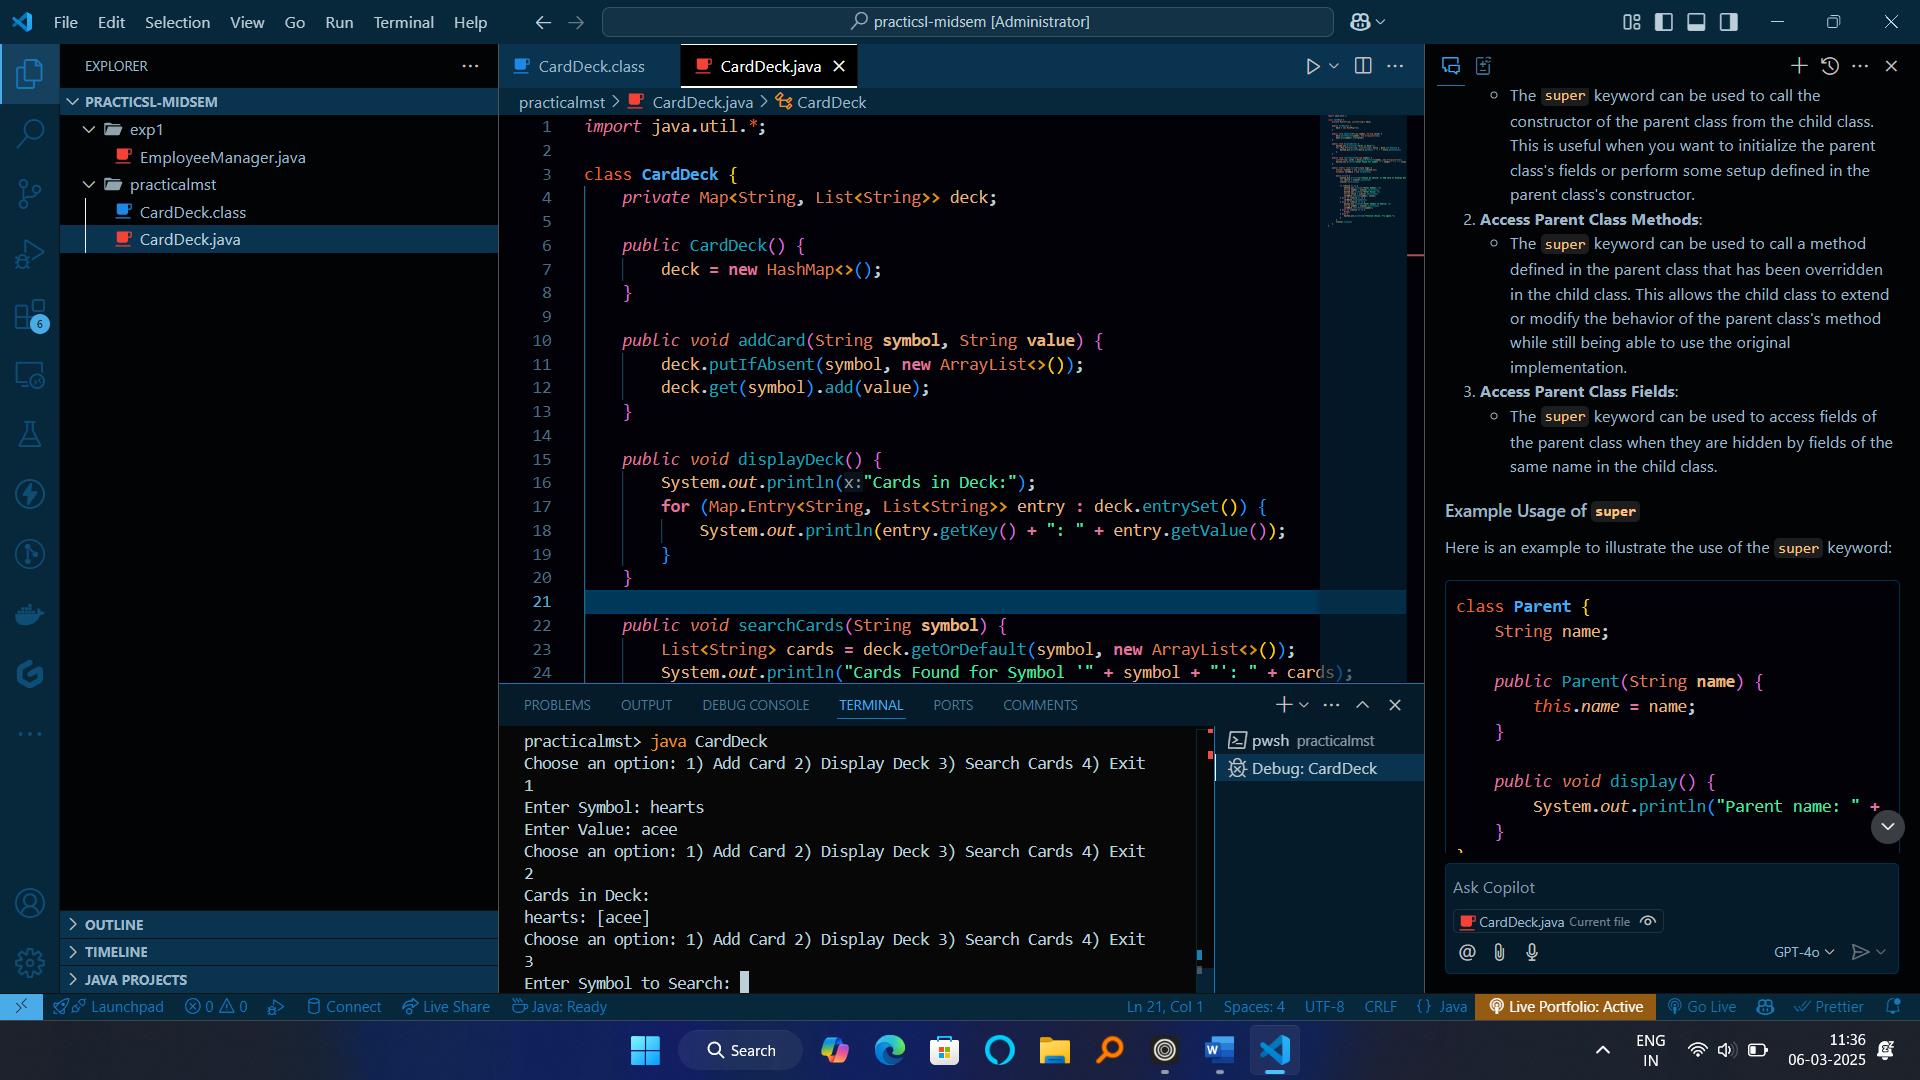 File Edit Selection View Go Run Terminal Help
practicsl-midsem [Administrator]
EXPLORER
PRACTICSL-MIDSEM
exp1
EmployeeManager.java
practicalmst
CardDeck.class
CardDeck.java
6
OUTLINE
TIMELINE
JAVA PROJECTS
CardDeck.class CardDeck.java
practicalmst > CardDeck.java > CardDeck
1 import java.util.*;
2
3 class CardDeck {
4 private Map<String, List<String>> deck;
5
6 public CardDeck() {
7 deck = new HashMap<>();
8 }
9
10 public void addCard(String symbol, String value) {
11 deck.putIfAbsent(symbol, new ArrayList<>());
12 deck.get(symbol).add(value);
13 }
14
15 public void displayDeck() {
16 System.out.println(x:"Cards in Deck:");
17 for (Map.Entry<String, List<String>> entry : deck.entrySet()) {
18 System.out.println(entry.getKey() + ": " + entry.getValue());
19 }
20 }
21
22 public void searchCards(String symbol) {
23 List<String> cards = deck.getOrDefault(symbol, new ArrayList<>());
24 System.out.println("Cards Found for Symbol '" + symbol + "': " + cards);
PROBLEMS OUTPUT DEBUG CONSOLE TERMINAL PORTS COMMENTS
practicalmst> java CardDeck
Choose an option: 1) Add Card 2) Display Deck 3) Search Cards 4) Exit
1
Enter Symbol: hearts
Enter Value: acee
Choose an option: 1) Add Card 2) Display Deck 3) Search Cards 4) Exit
2
Cards in Deck:
hearts: [acee]
Choose an option: 1) Add Card 2) Display Deck 3) Search Cards 4) Exit
3
Enter Symbol to Search:
pwsh practicalmst
Debug: CardDeck
The super keyword can be used to call the
constructor of the parent class from the child class.
This is useful when you want to initialize the parent
class's fields or perform some setup defined in the
parent class's constructor.
2. Access Parent Class Methods:
The super keyword can be used to call a method
defined in the parent class that has been overridden
in the child class. This allows the child class to extend
or modify the behavior of the parent class's method
while still being able to use the original
implementation.
3. Access Parent Class Fields:
The super keyword can be used to access fields of
the parent class when they are hidden by fields of the
same name in the child class.
Example Usage of super
Here is an example to illustrate the use of the super keyword:
class Parent {
String name;
public Parent(String name) {
this.name = name;
}
public void display() {
System.out.println("Parent name: " +
}
Ask Copilot
CardDeck.java Current file
GPT-4o
Launchpad 0 0 Connect Live Share Java: Ready Ln 21, Col 1 Spaces: 4 UTF-8 CRLF {} Java Live Portfolio: Active Go Live Prettier
Search
ENG
IN
11:36
06-03-2025